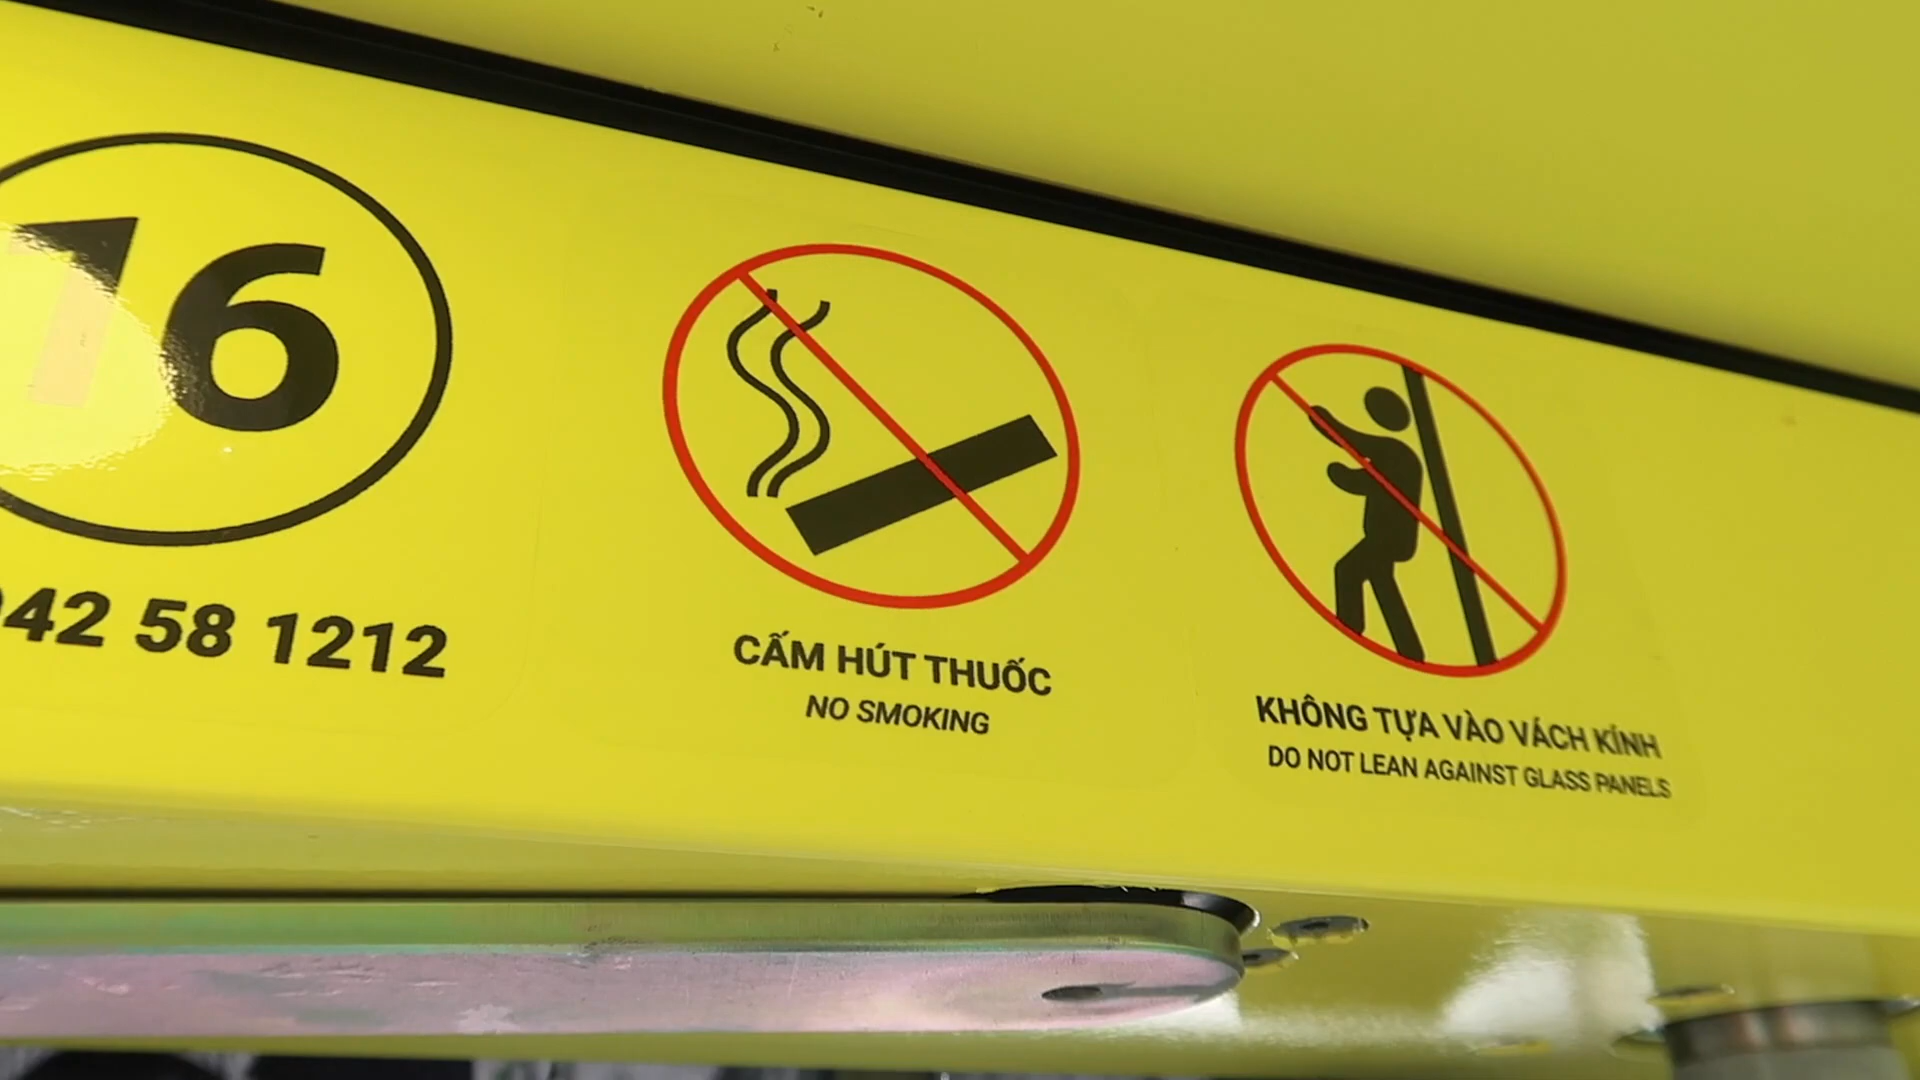 16
42 58 1212
CẤM HÚT THUỐC
NO SMOKING
KHÔNG TỰA VÀO VÁCH KÍNH
DO NOT LEAN AGAINST GLASS PANELS